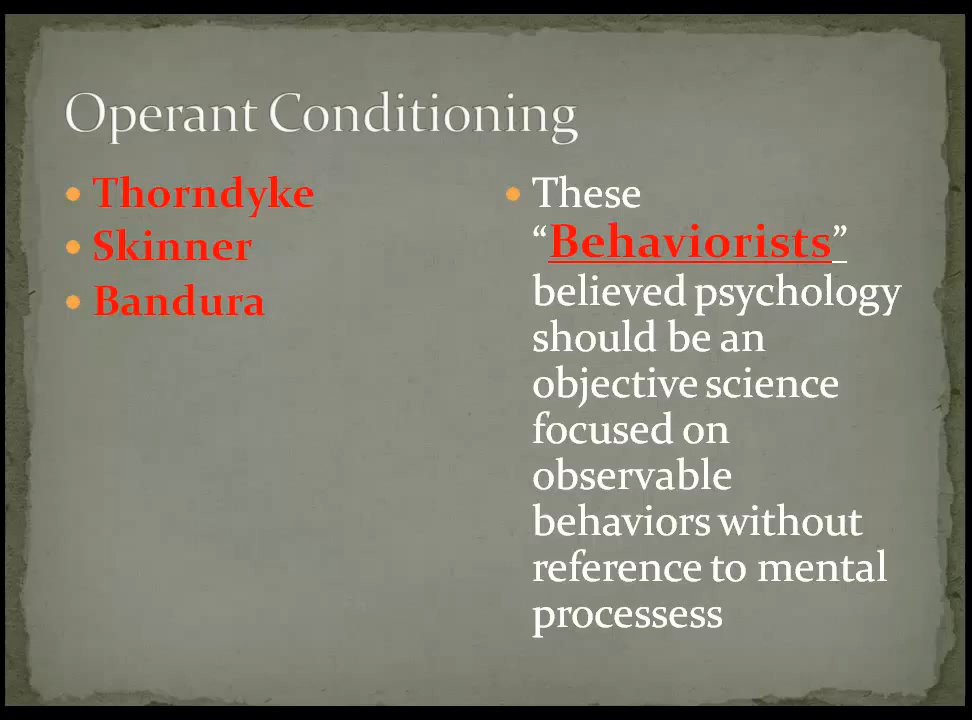 Operant Conditioning
Thorndyke
Skinner
Bandura
These
“Behaviorists”
believed psychology
should be an
objective science
focused on
observable
behaviors without
reference to mental
processess